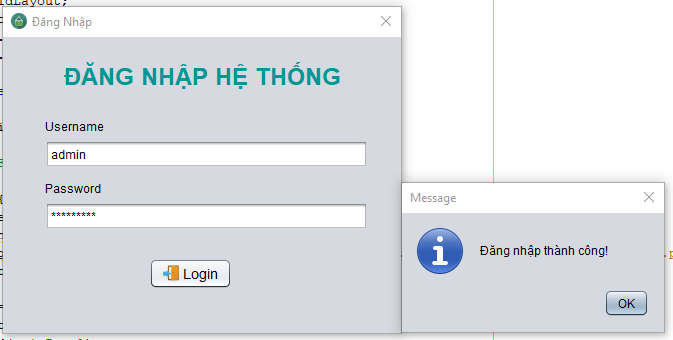 Đăng Nhập
ĐĂNG NHẬP HỆ THỐNG
Username
admin
Password
*********
Login
Message
Đăng nhập thành công!
OK